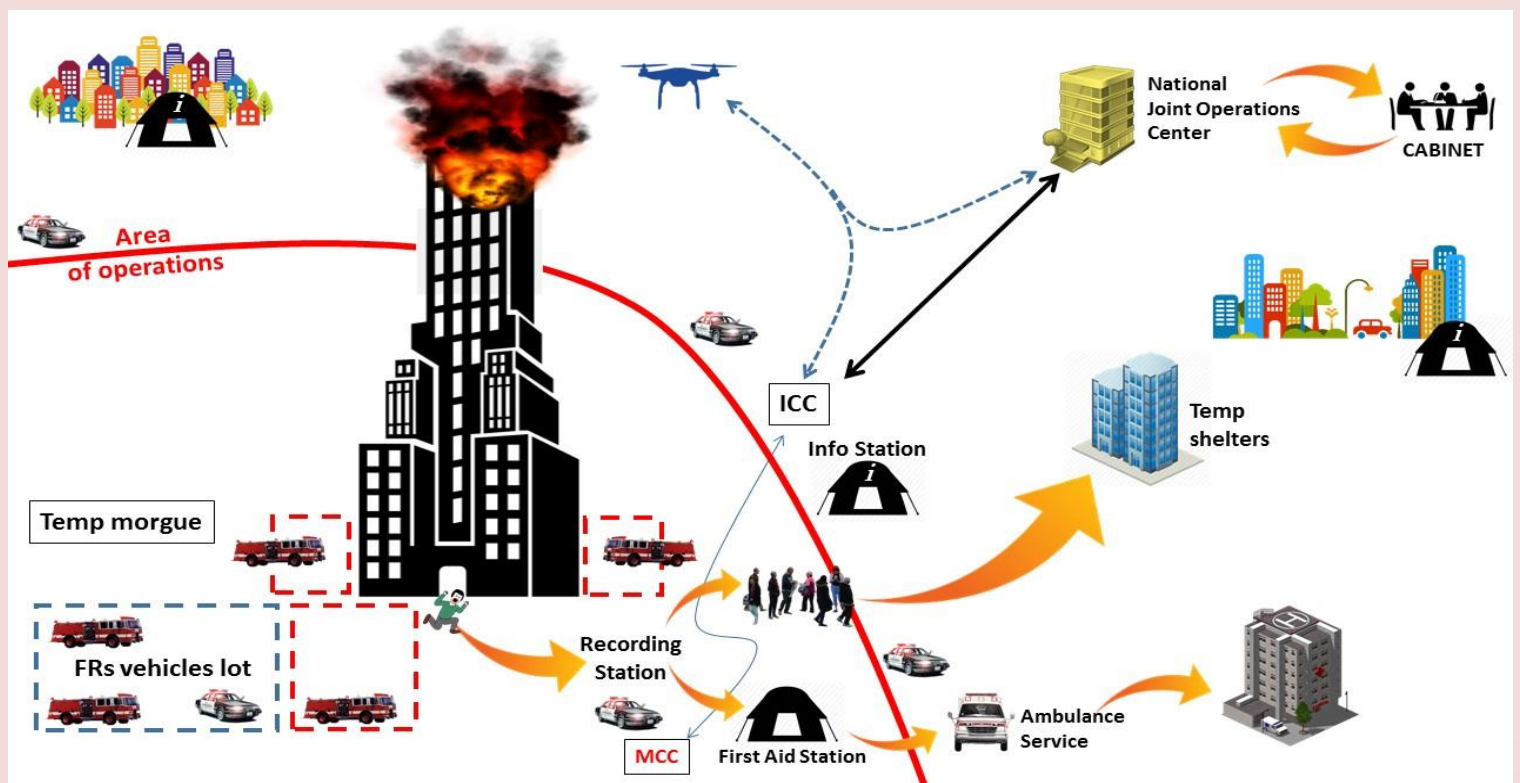 i
National
Joint Operations
Center
CABINET
Area
of operations
i
ICC
Temp
shelters
Info Station
i
Temp morgue
H
Recording
Station
FRs vehicles lot
Ambulance
Service
MCC
First Aid Station